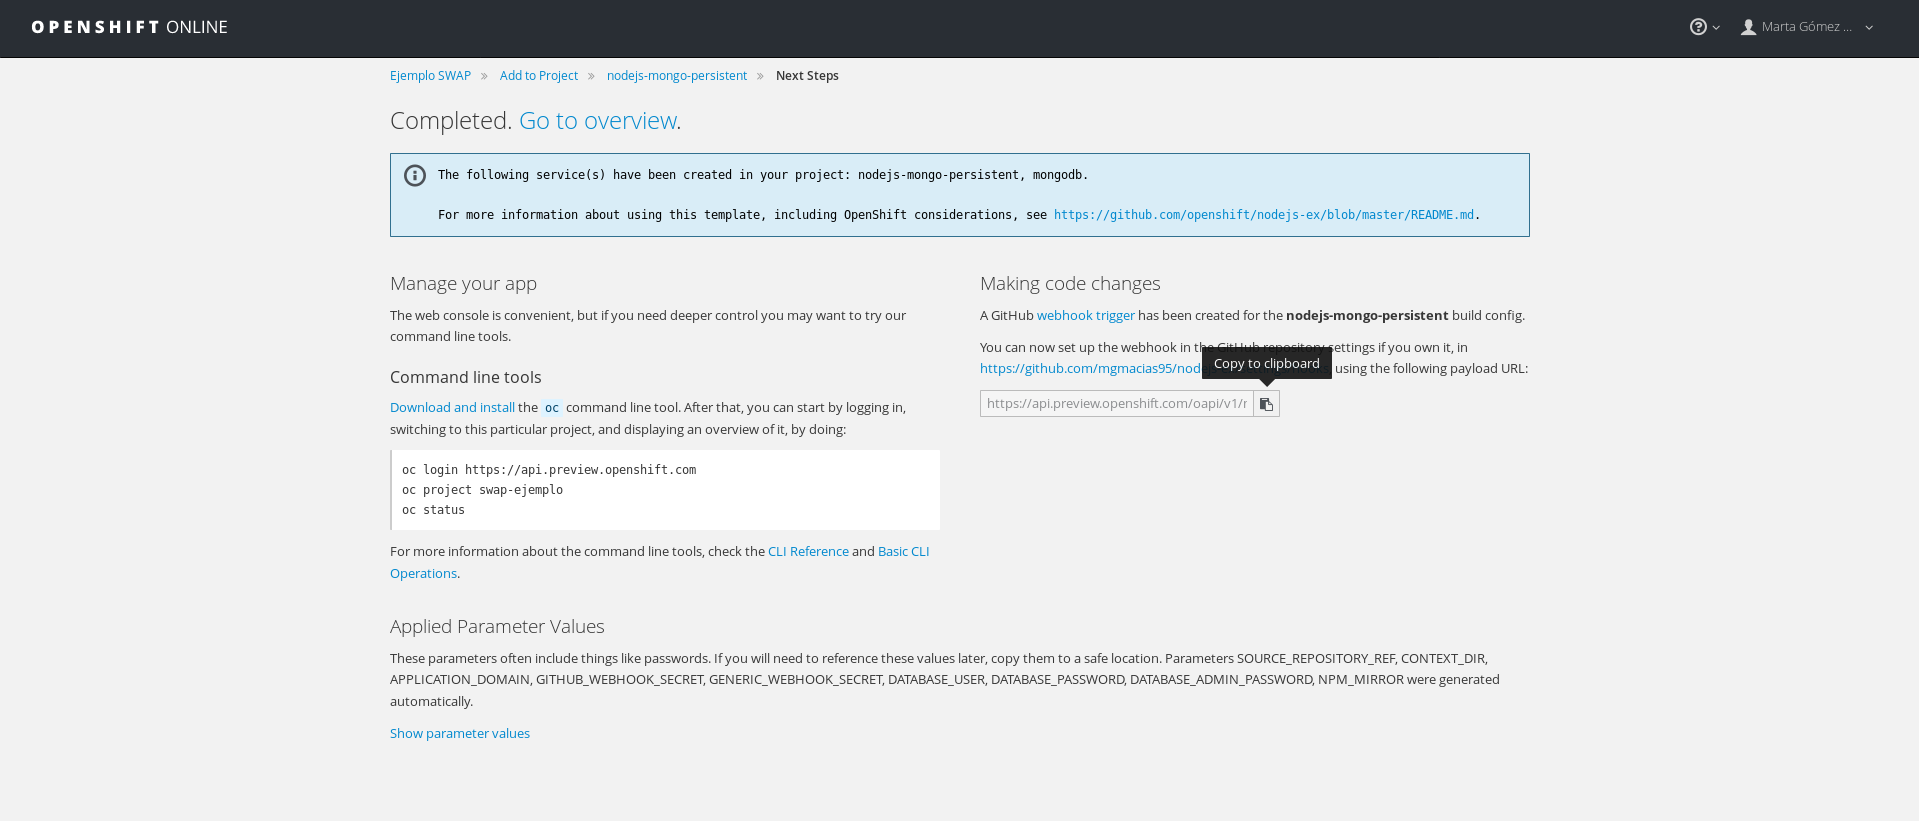 OPENSHIFT ONLINE
Marta Gómez ...
Ejemplo SWAP » Add to Project » nodejs-mongo-persistent » Next Steps
Completed. Go to overview.
The following service(s) have been created in your project: nodejs-mongo-persistent, mongodb.
For more information about using this template, including OpenShift considerations, see https://github.com/openshift/nodejs-ex/blob/master/README.md.
Manage your app
The web console is convenient, but if you need deeper control you may want to try our
command line tools.
Command line tools
Download and install the oc command line tool. After that, you can start by logging in,
switching to this particular project, and displaying an overview of it, by doing:
oc login https://api.preview.openshift.com
oc project swap-ejemplo
oc status
For more information about the command line tools, check the CLI Reference and Basic CLI
Operations.
Making code changes
A GitHub webhook trigger has been created for the nodejs-mongo-persistent build config.
You can now set up the webhook in the GitHub repository settings if you own it, in
https://github.com/mgmacias95/nodej using the following payload URL:
Copy to clipboard
https://api.preview.openshift.com/oapi/v1/r
Applied Parameter Values
These parameters often include things like passwords. If you will need to reference these values later, copy them to a safe location. Parameters SOURCE_REPOSITORY_REF, CONTEXT_DIR,
APPLICATION_DOMAIN, GITHUB_WEBHOOK_SECRET, GENERIC_WEBHOOK_SECRET, DATABASE_USER, DATABASE_PASSWORD, DATABASE_ADMIN_PASSWORD, NPM_MIRROR were generated
automatically.
Show parameter values